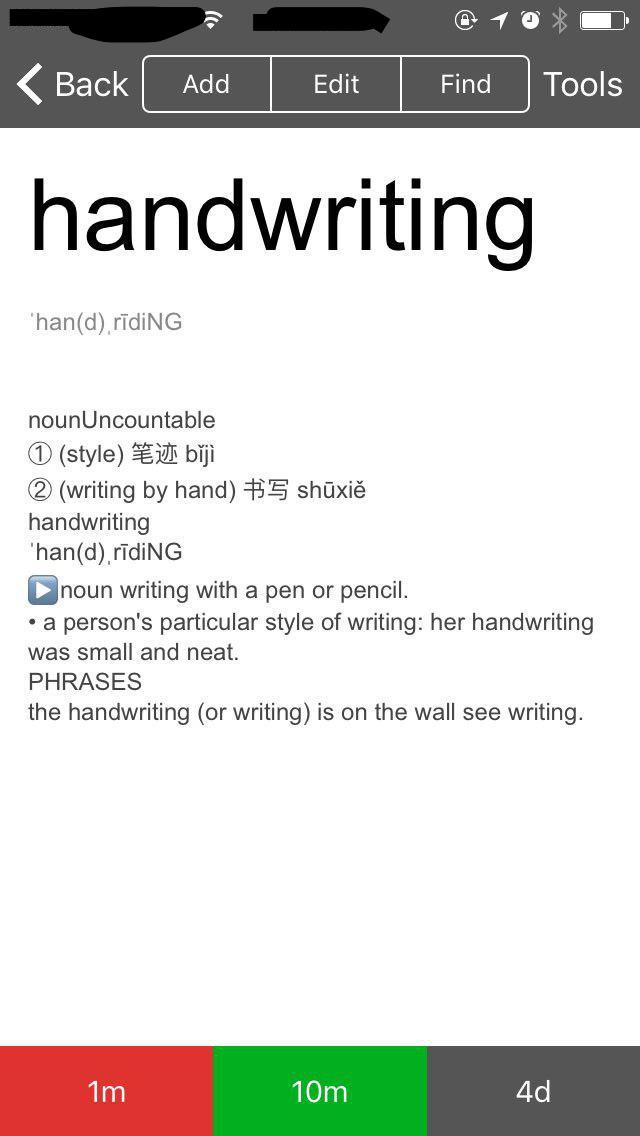 Back Add Edit Find Tools
handwriting
ˈhan(d)ˌrīdiNG
nounUncountable
① (style) 笔迹 bǐjì
② (writing by hand) 书写 shūxiě
handwriting
ˈhan(d)ˌrīdiNG
▶️noun writing with a pen or pencil.
• a person's particular style of writing: her handwriting
was small and neat.
PHRASES
the handwriting (or writing) is on the wall see writing.
1m 10m 4d